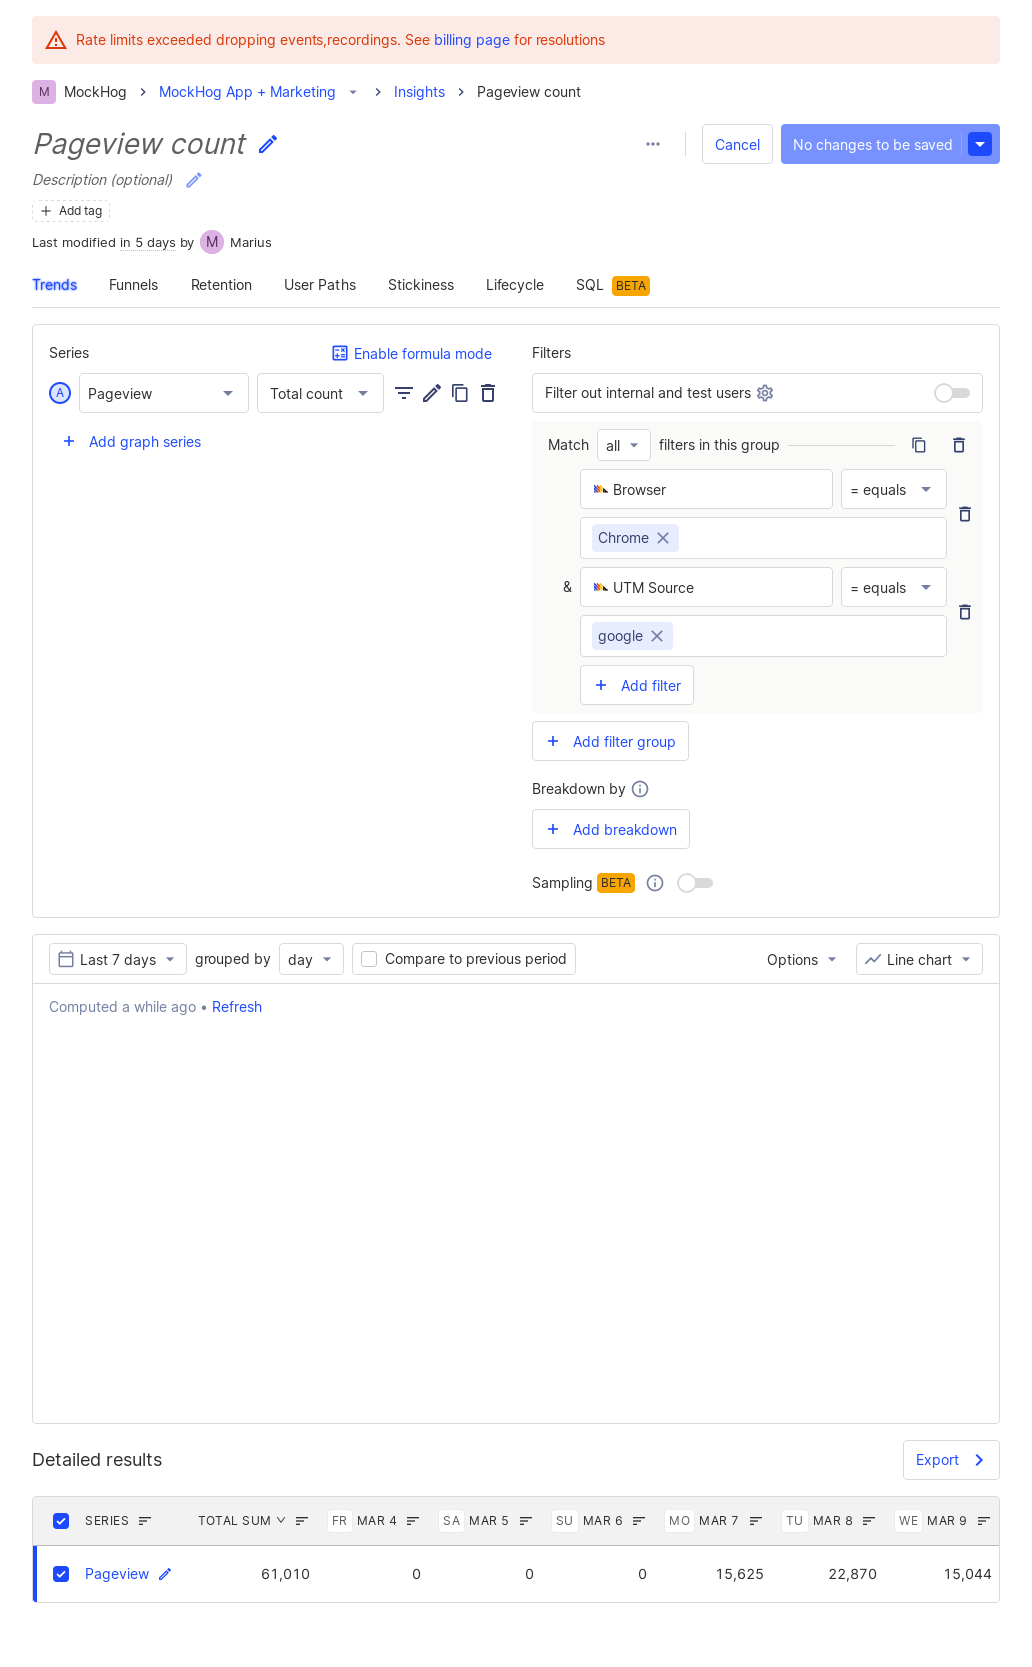 Rate limits exceeded dropping events,recordings. See billing page for resolutions
M MockHog MockHog App + Marketing Insights Pageview count
Pageview count Cancel No changes to be saved
Description (optional)
Add tag
Last modified in 5 days by M Marius
Trends Funnels Retention User Paths Stickiness Lifecycle SQL BETA
Series Enable formula mode
A Pageview Total count
Add graph series
Filters
Filter out internal and test users
Match all filters in this group
Browser = equals
Chrome
& UTM Source = equals
google
Add filter
Add filter group
Breakdown by
Add breakdown
Sampling BETA
Last 7 days grouped by day Compare to previous period Options Line chart
Computed a while ago • Refresh
Detailed results Export
SERIES TOTAL SUM FR MAR 4 SA MAR 5 SU MAR 6 MO MAR 7 TU MAR 8 WE MAR 9
Pageview 61,010 0 0 0 15,625 22,870 15,044